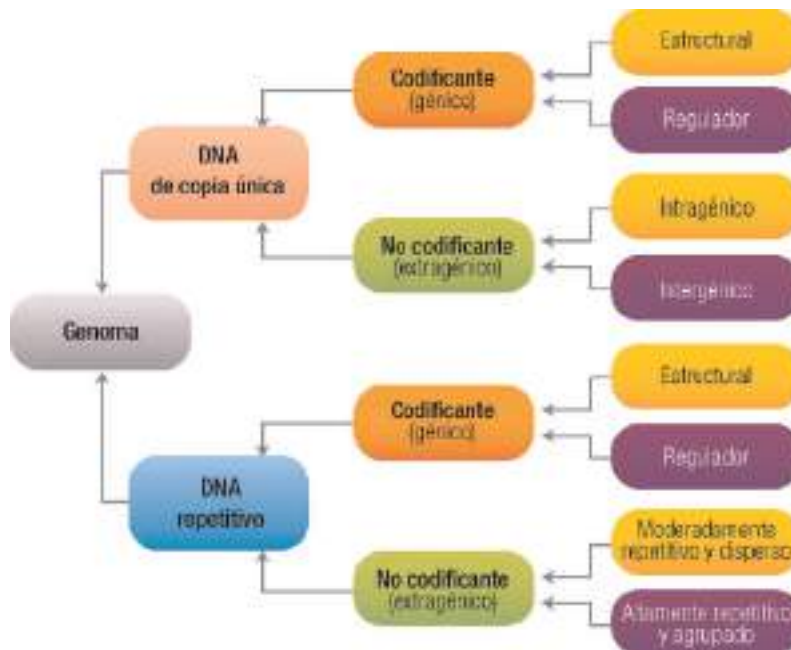 Estructural
Codificante
(génico)
Regulador
DNA
de copia única
Intragénico
No codificante
(extragénico)
Intergénico
Genoma
Estructural
Codificante
(génico)
Regulador
DNA
repetitivo
Moderadamente
repetitivo y disperso
No codificante
(extragénico)
Altamente repetitivo
y agrupado